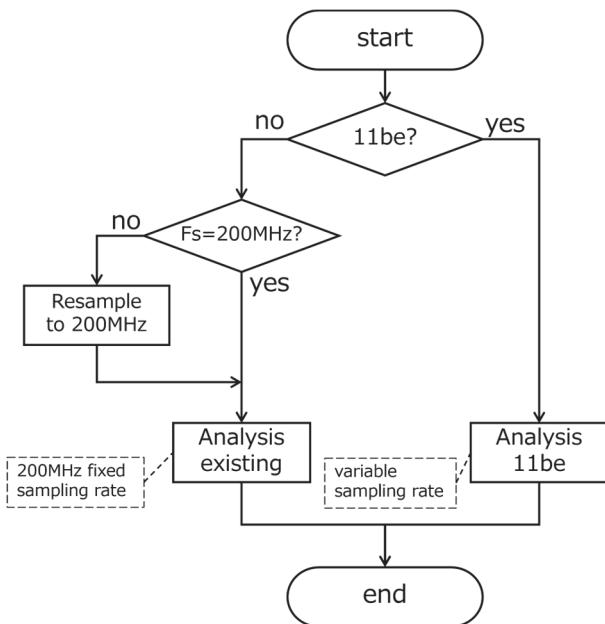 start
no
11be?
yes
no
Fs=200MHz?
yes
Resample
to 200MHz
Analysis
existing
200MHz fixed
sampling rate
variable
sampling rate
Analysis
11be
end